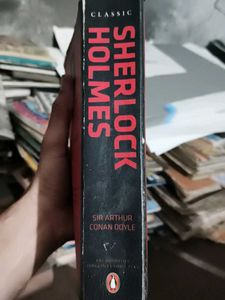 CLASSIC
SHERLOCK
HOLMES
SIR ARTHUR
CONAN DOYLE